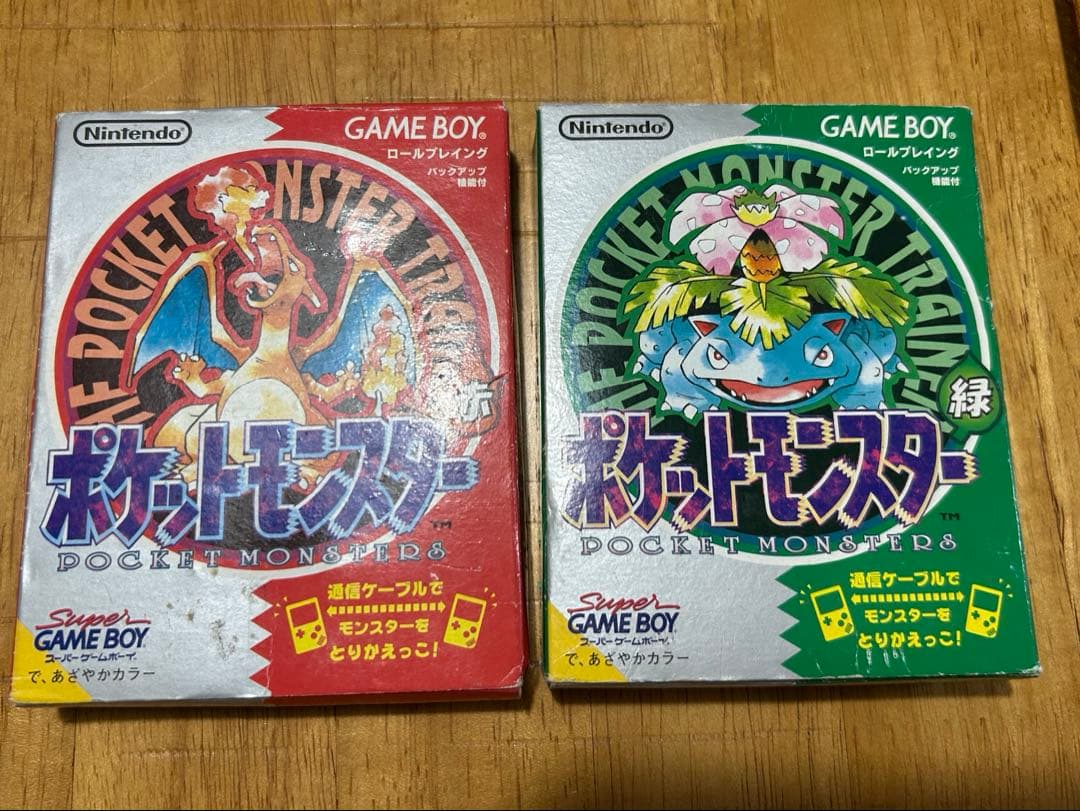 Nintendo
GAME BOY
ロールプレイング
バックアップ
機能付
THE POCKET MONSTER TRAINER
赤
ポケットモンスター
TM
POCKET MONSTERS
Super
GAME BOY
スーパーゲームボーイ
で、あざやかカラー
通信ケーブルで
モンスターを
とりかえっこ!
Nintendo
GAME BOY
ロールプレイング
バックアップ
機能付
THE POCKET MONSTER TRAINER
緑
ポケットモンスター
TM
POCKET MONSTERS
Super
GAME BOY
スーパーゲームボーイ
で、あざやかカラー
通信ケーブルで
モンスターを
とりかえっこ!